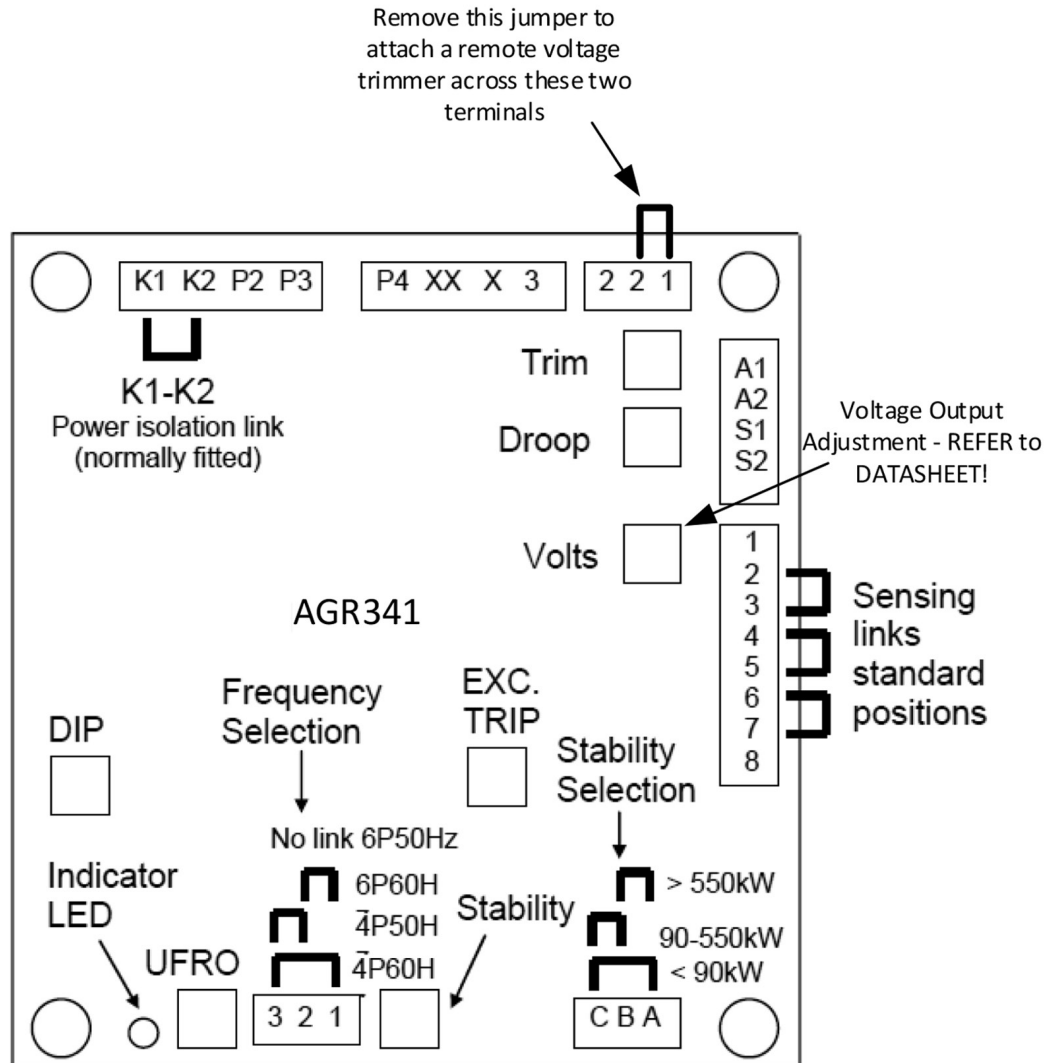 Remove this jumper to
attach a remote voltage
trimmer across these two
terminals
K1 K2 P2 P3
P4 XX X 3
2 2 1
K1-K2
Power isolation link
(normally fitted)
Trim
Droop
A1
A2
S1
S2
Voltage Output
Adjustment - REFER to
DATASHEET!
Volts
1
2
3
4
5
6
7
8
Sensing
links
standard
positions
AGR341
Frequency
Selection
EXC.
TRIP
DIP
Stability
Selection
No link 6P50Hz
6P60H
4P50H
4P60H
Indicator
LED
Stability
> 550kW
90-550kW
< 90kW
UFRO
3 2 1
C B A